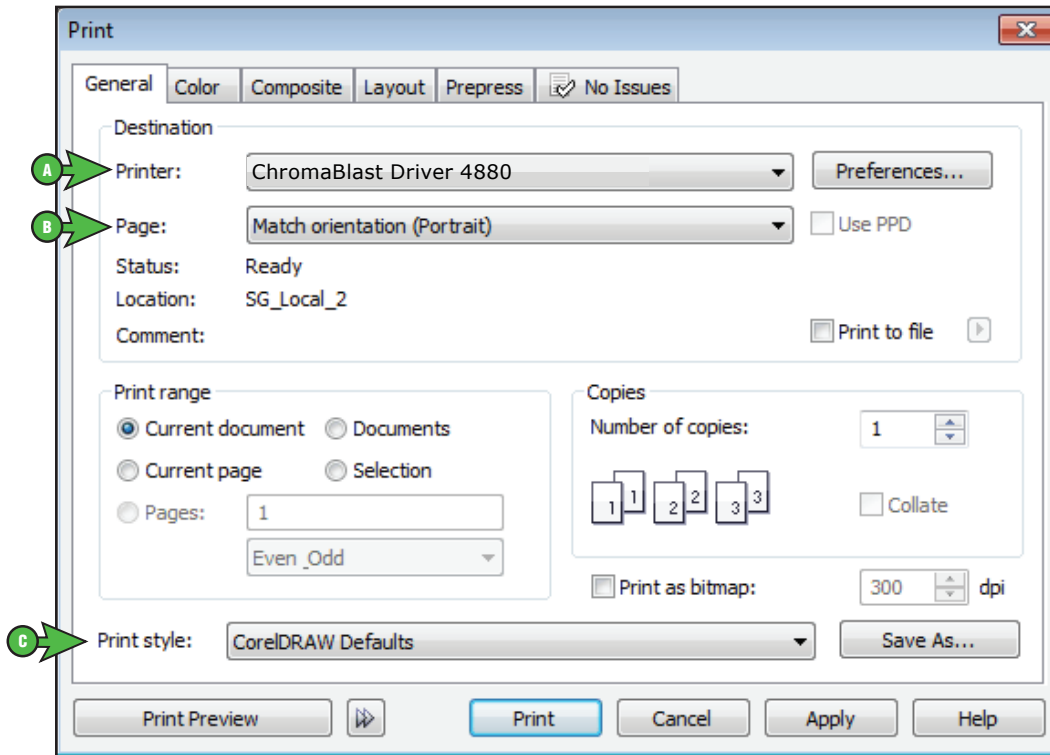 Print
General Color Composite Layout Prepress No Issues
Destination
A Printer: ChromaBlast Driver 4880 Preferences...
B Page: Match orientation (Portrait) Use PPD
Status: Ready
Location: SG_Local_2
Comment: Print to file
Print range
Current document Documents
Current page Selection
Pages: 1
Even _Odd
Copies
Number of copies: 1
1 1 2 2 3 3 Collate
Print as bitmap: 300 dpi
C Print style: CorelDRAW Defaults Save As...
Print Preview Print Cancel Apply Help